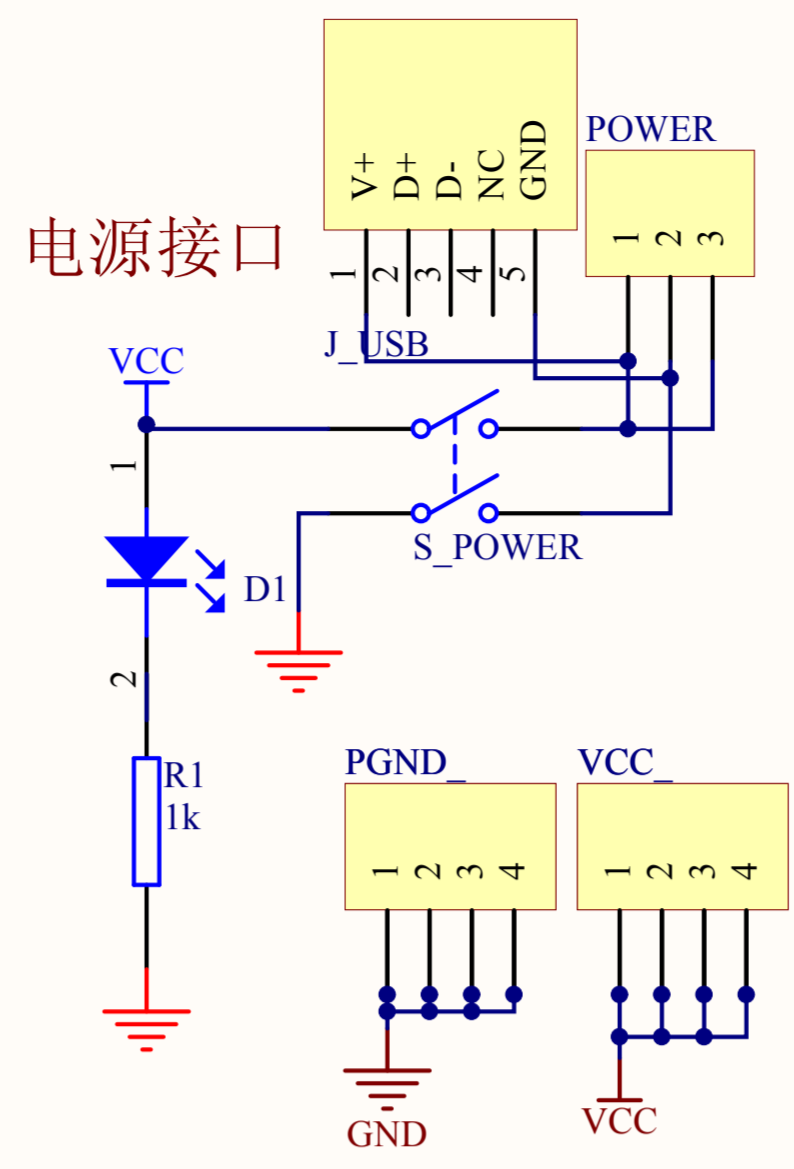 POWER
V+ D+ D- NC GND
1 2 3
电源接口
1 2 3 4 5
J_USB
VCC
1
S_POWER
D1
2
R1
1k
PGND_
VCC_
1 2 3 4
1 2 3 4
GND
VCC